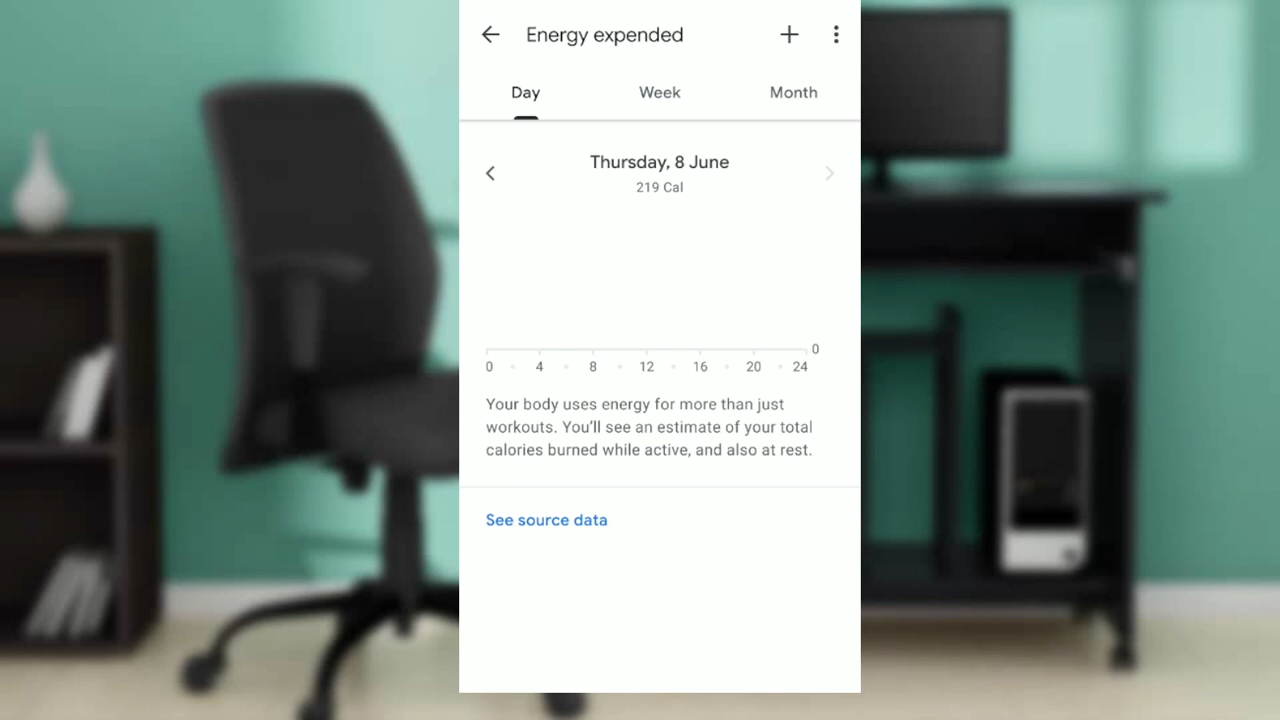 Energy expended
Day Week Month
Thursday, 8 June
219 Cal
0
0 4 8 12 16 20 24
Your body uses energy for more than just
workouts. You'll see an estimate of your total
calories burned while active, and also at rest.
See source data